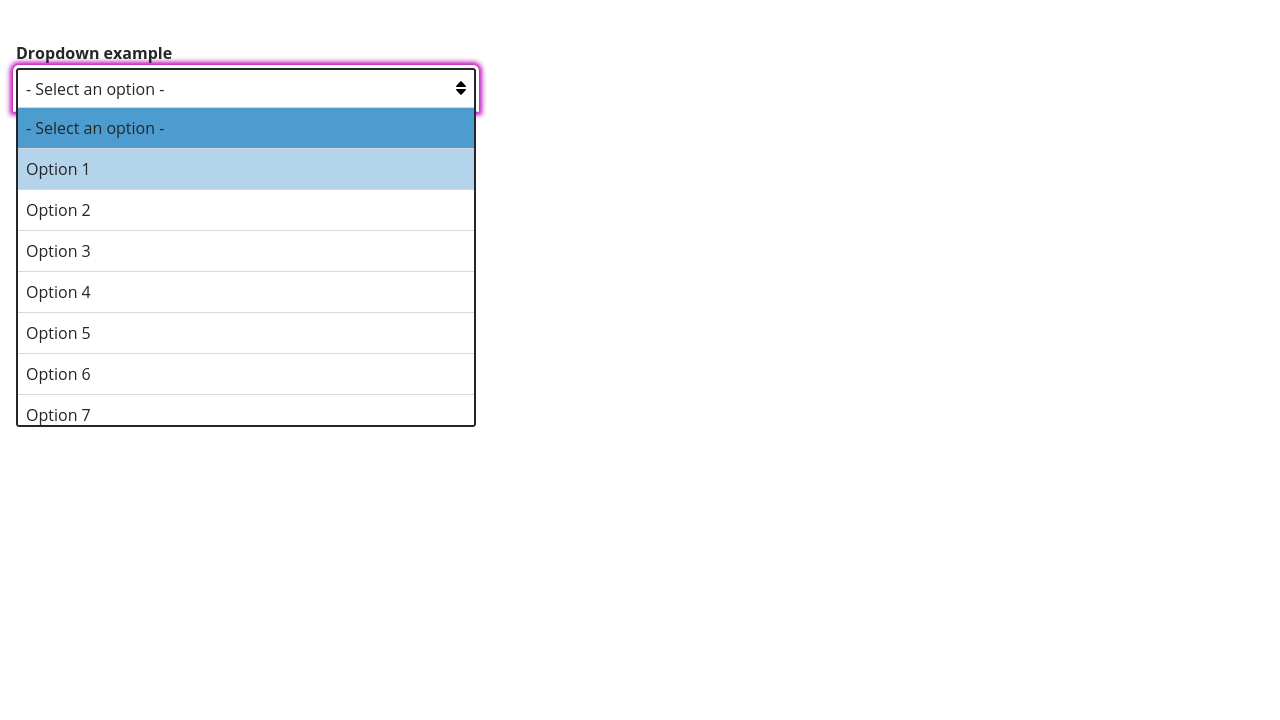 Dropdown example
- Select an option -
- Select an option -
Option 1
Option 2
Option 3
Option 4
Option 5
Option 6
Option 7